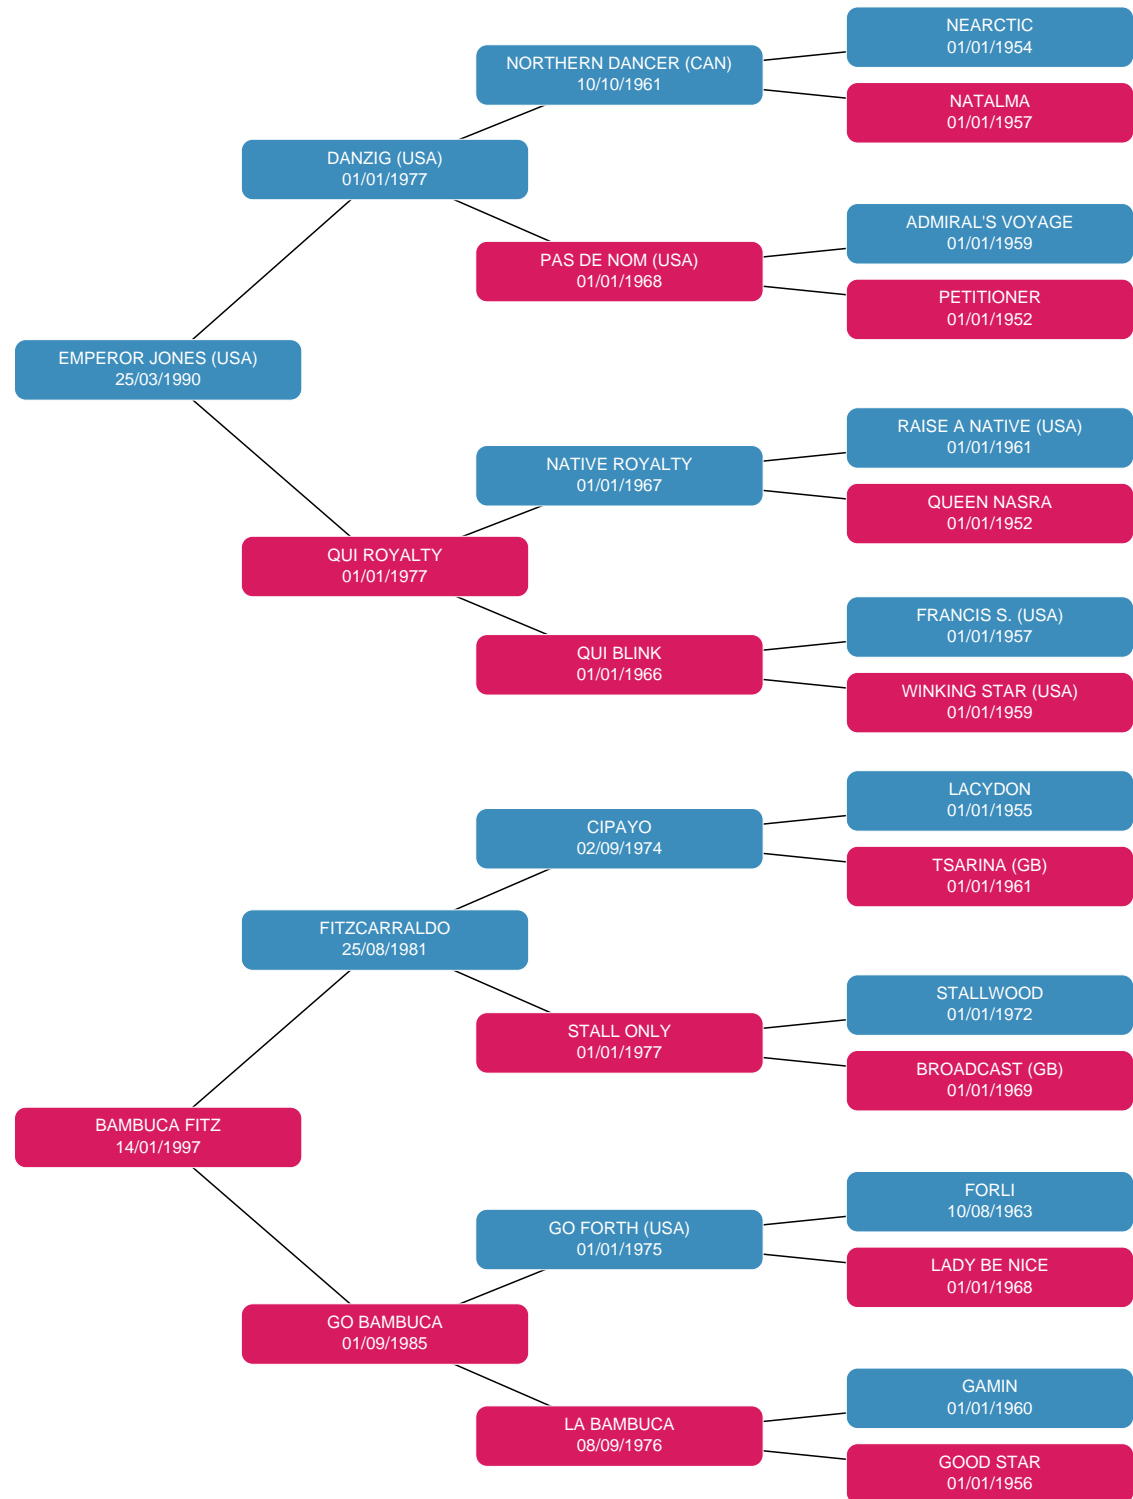 NEARCTIC
01/01/1954
NORTHERN DANCER (CAN)
10/10/1961
NATALMA
01/01/1957
DANZIG (USA)
01/01/1977
ADMIRAL'S VOYAGE
01/01/1959
PAS DE NOM (USA)
01/01/1968
PETITIONER
01/01/1952
EMPEROR JONES (USA)
25/03/1990
RAISE A NATIVE (USA)
01/01/1961
NATIVE ROYALTY
01/01/1967
QUEEN NASRA
01/01/1952
QUI ROYALTY
01/01/1977
FRANCIS S. (USA)
01/01/1957
QUI BLINK
01/01/1966
WINKING STAR (USA)
01/01/1959
LACYDON
01/01/1955
CIPAYO
02/09/1974
TSARINA (GB)
01/01/1961
FITZCARRALDO
25/08/1981
STALLWOOD
01/01/1972
STALL ONLY
01/01/1977
BROADCAST (GB)
01/01/1969
BAMBUCA FITZ
14/01/1997
FORLI
10/08/1963
GO FORTH (USA)
01/01/1975
LADY BE NICE
01/01/1968
GO BAMBUCA
01/09/1985
GAMIN
01/01/1960
LA BAMBUCA
08/09/1976
GOOD STAR
01/01/1956